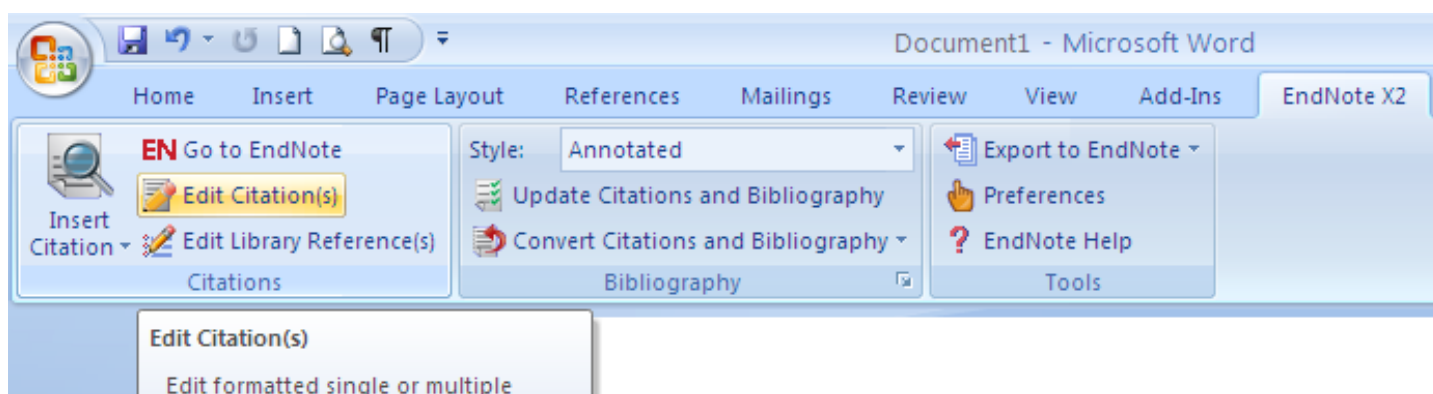 Document1 - Microsoft Word
Home Insert Page Layout References Mailings Review View Add-Ins EndNote X2
EN Go to EndNote
Edit Citation(s)
Edit Library Reference(s)
Insert
Citation
Citations
Style: Annotated
Update Citations and Bibliography
Convert Citations and Bibliography
Bibliography
Export to EndNote
Preferences
? EndNote Help
Tools
Edit Citation(s)
Edit formatted single or multiple